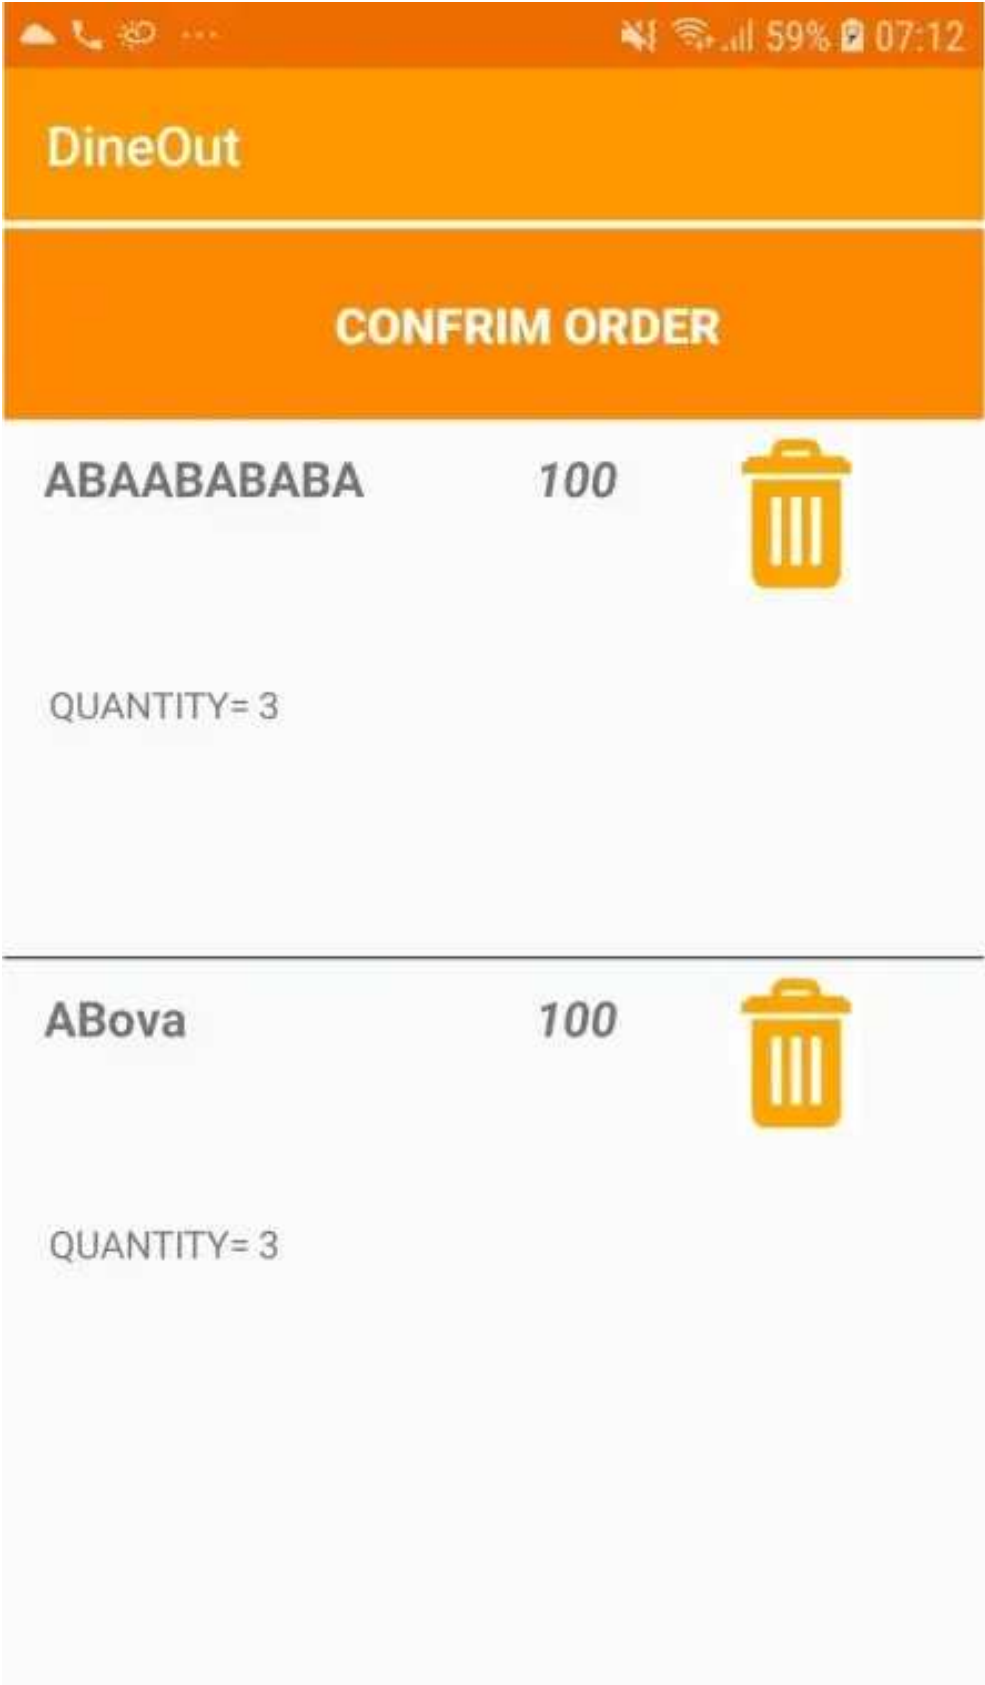 59% 07:12
DineOut
CONFRIM ORDER
ABAABABABA 100
QUANTITY= 3
ABova 100
QUANTITY= 3